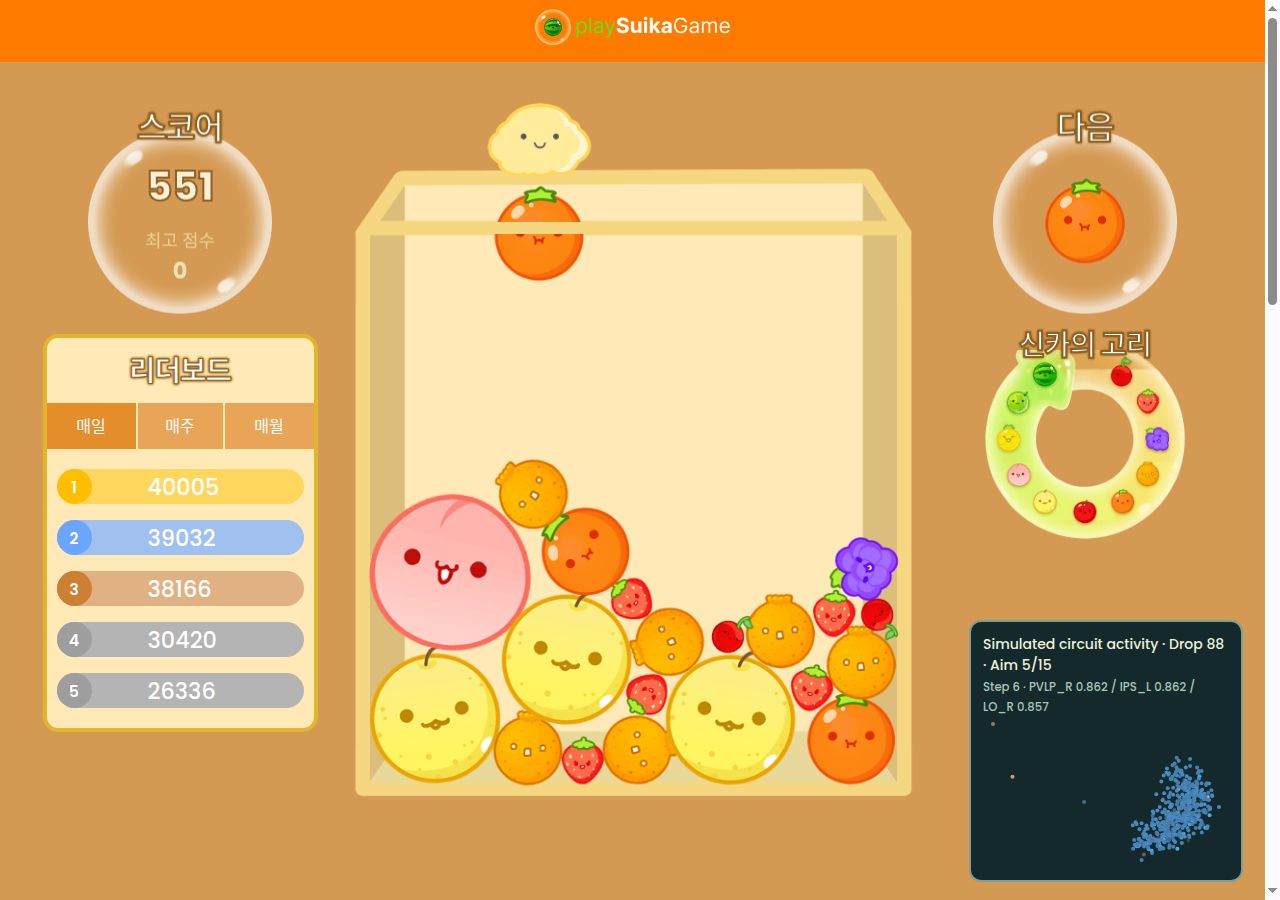 playSuikaGame
스코어
551
최고 점수
0
리더보드
매일 매주 매월
1 40005
2 39032
3 38166
4 30420
5 26336
다음
신카의 고리
Simulated circuit activity · Drop 88
· Aim 5/15
Step 6 · PVLP_R 0.862 / IPS_L 0.862 /
LO_R 0.857